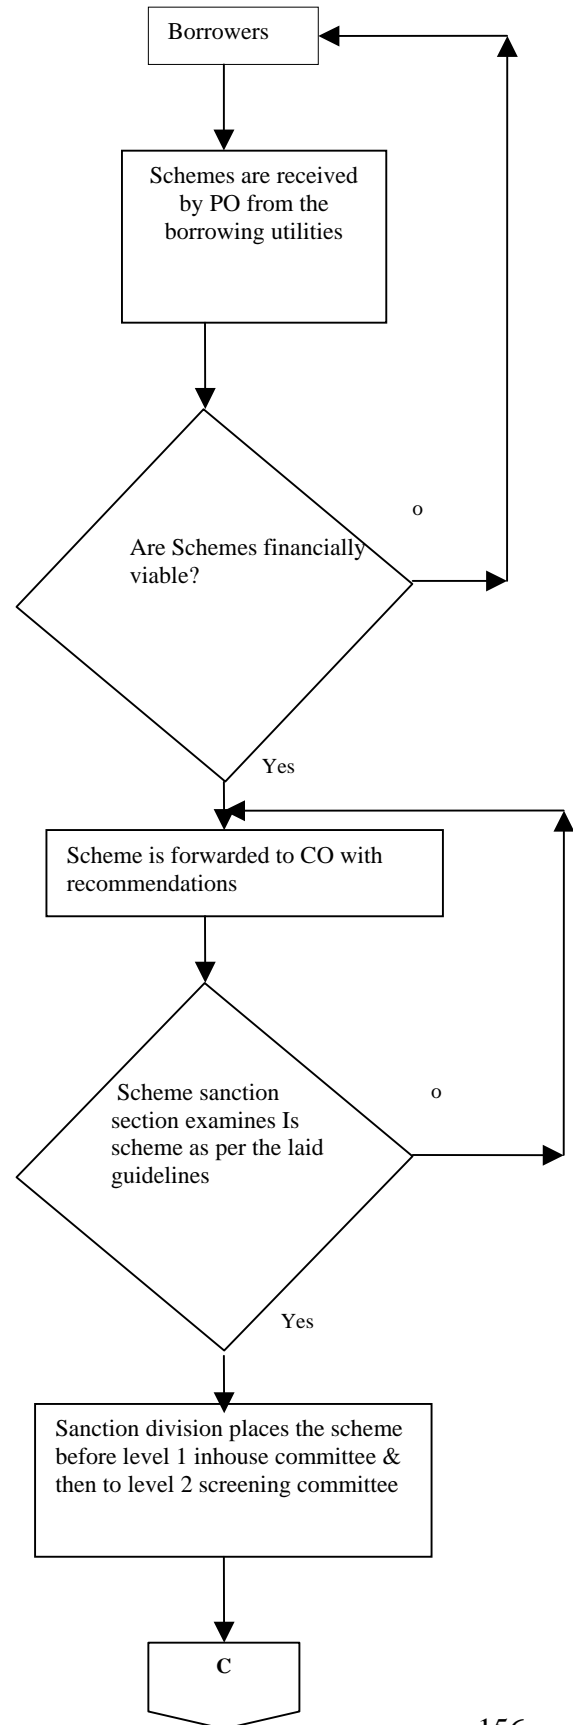 Borrowers
Schemes are received
by PO from the
borrowing utilities
o
Are Schemes financially
viable?
Yes
Scheme is forwarded to CO with
recommendations
o
Scheme sanction
section examines Is
scheme as per the laid
guidelines
Yes
Sanction division places the scheme
before level 1 inhouse committee &
then to level 2 screening committee
C
156